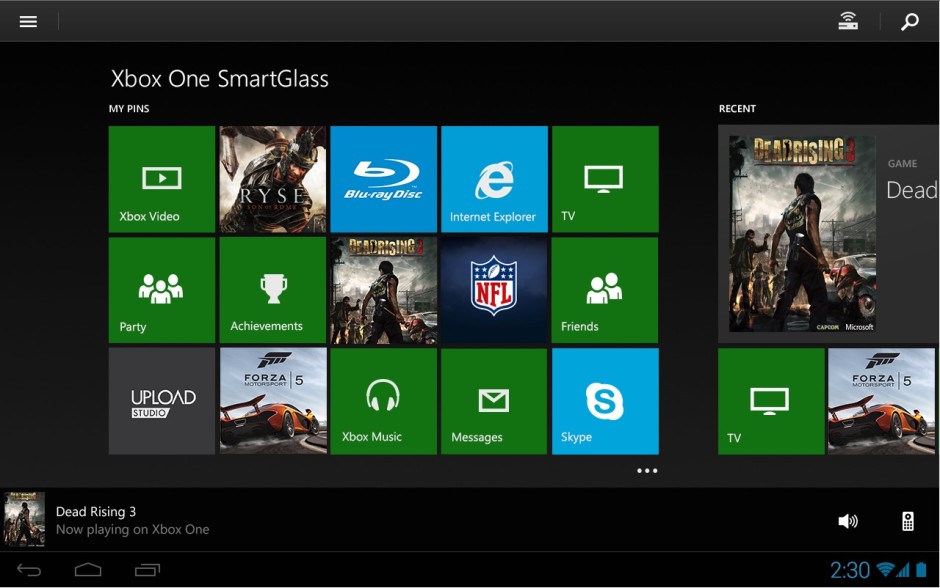 Xbox One SmartGlass
MY PINS
Xbox Video
RYSE
SON OF ROME
Blu-ray Disc
TM
Internet Explorer
TV
Party
Achievements
DEADRISING 3
NFL
Friends
UPLOAD
STUDIO
FORZA
MOTORSPORT 5
Xbox Music
Messages
S
Skype
RECENT
DEADRISING 3
CAPCOM Microsoft
GAME
Dead
TV
FORZA
MOTORSPORT 5
Dead Rising 3
Now playing on Xbox One
2:30